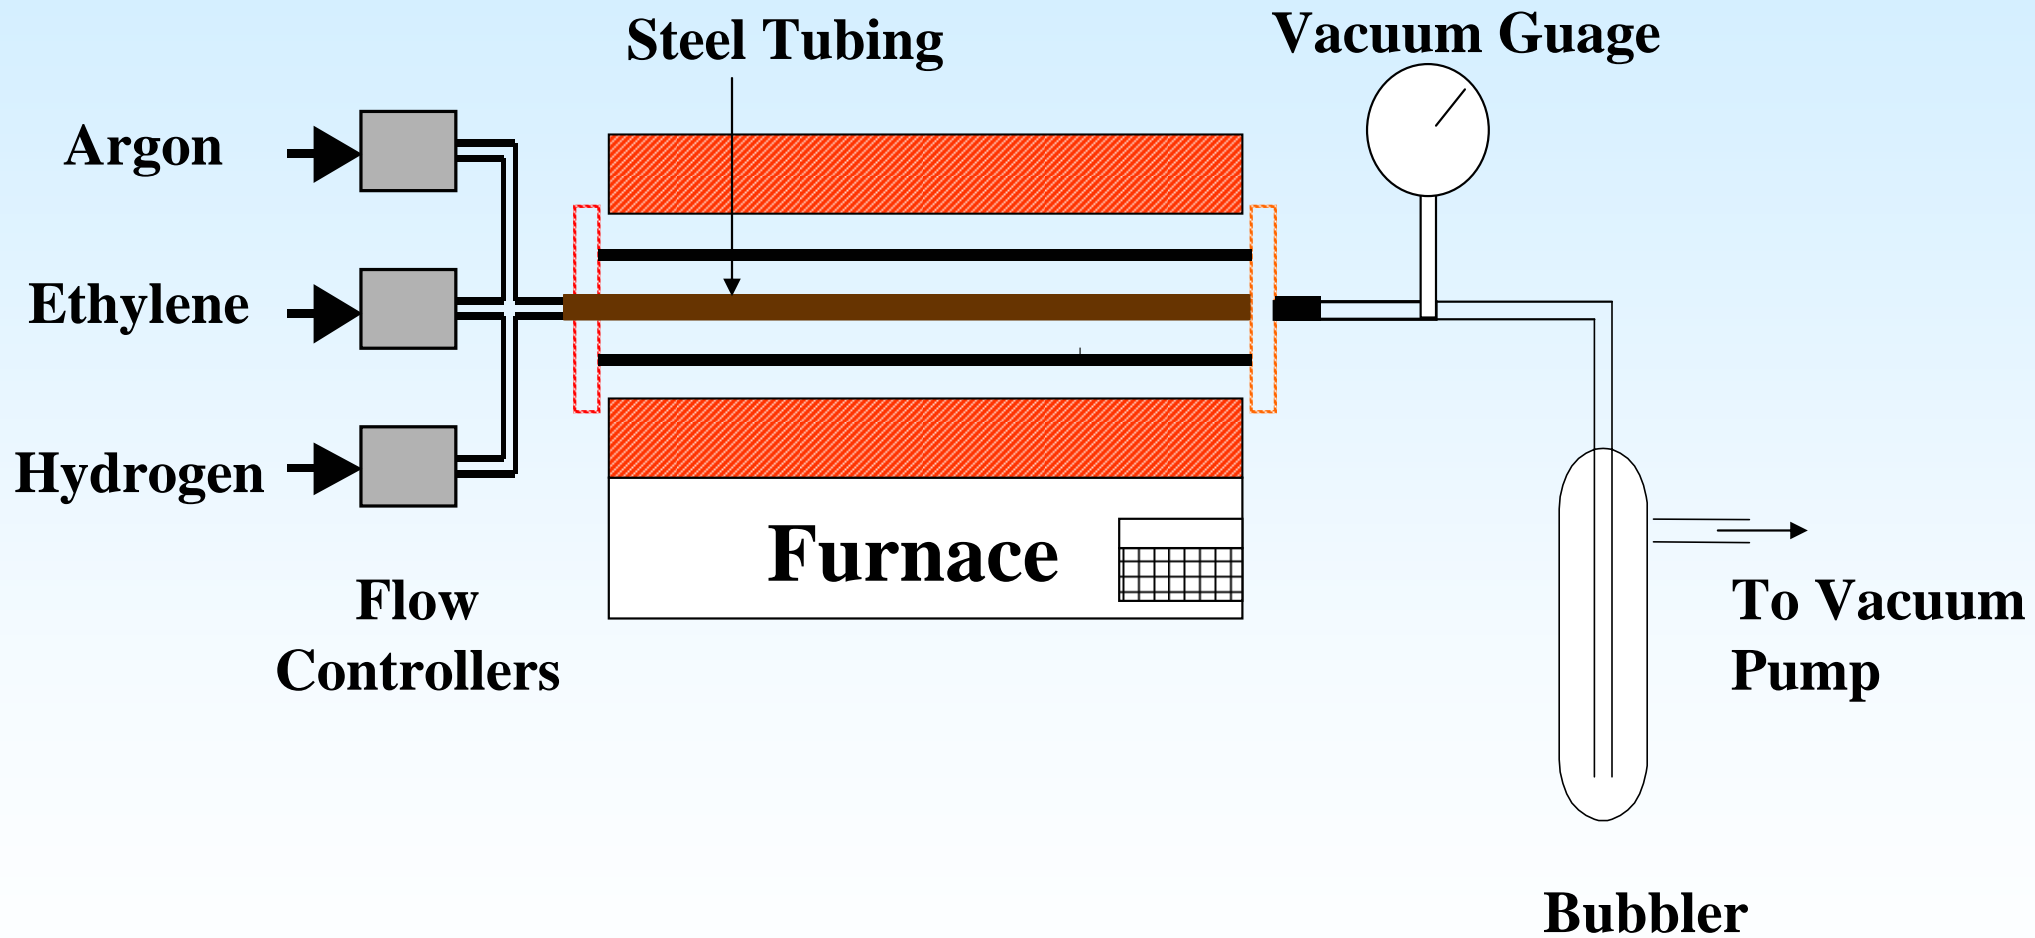 Steel Tubing
Vacuum Guage
Argon
Ethylene
Hydrogen
Furnace
Flow
Controllers
To Vacuum
Pump
Bubbler